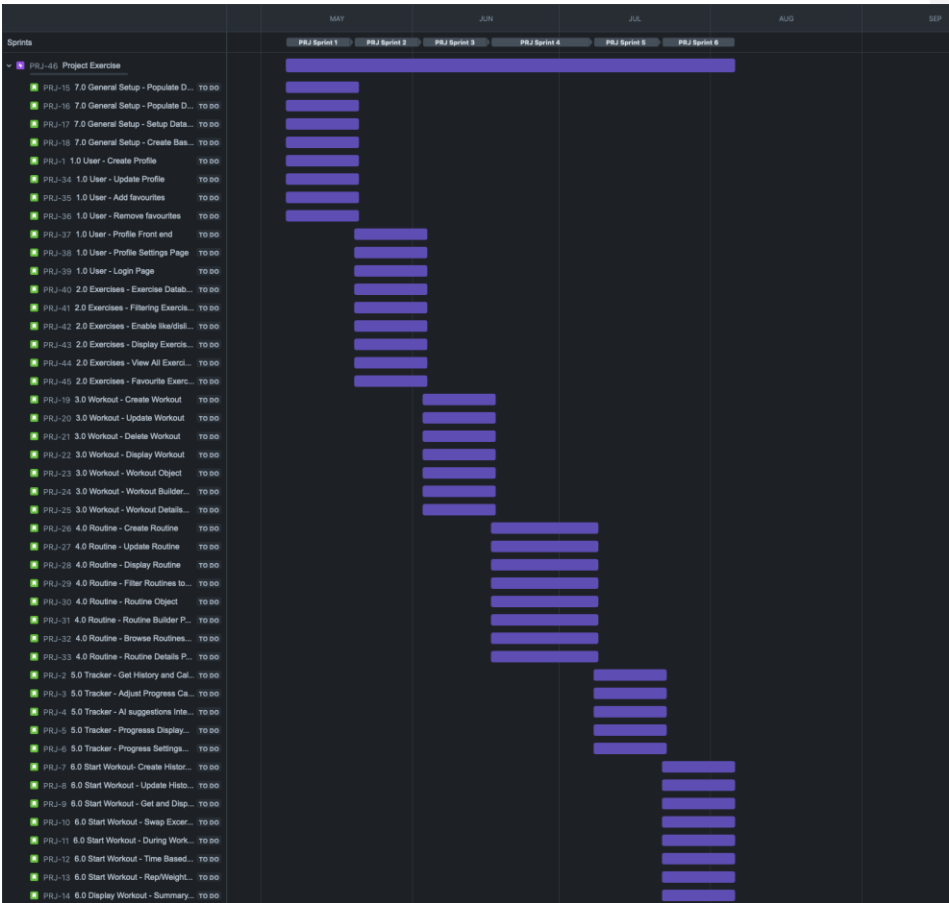 MAY JUN JUL AUG SEP
Sprints PRJ Sprint 1 PRJ Sprint 2 PRJ Sprint 3 PRJ Sprint 4 PRJ Sprint 5 PRJ Sprint 6
PRJ-46 Project Exercise
PRJ-15 7.0 General Setup - Populate D... TO DO
PRJ-16 7.0 General Setup - Populate D... TO DO
PRJ-17 7.0 General Setup - Setup Data... TO DO
PRJ-18 7.0 General Setup - Create Bas... TO DO
PRJ-1 1.0 User - Create Profile TO DO
PRJ-34 1.0 User - Update Profile TO DO
PRJ-35 1.0 User - Add favourites TO DO
PRJ-36 1.0 User - Remove favourites TO DO
PRJ-37 1.0 User - Profile Front end TO DO
PRJ-38 1.0 User - Profile Settings Page TO DO
PRJ-39 1.0 User - Login Page TO DO
PRJ-40 2.0 Exercises - Exercise Datab... TO DO
PRJ-41 2.0 Exercises - Filtering Exercis... TO DO
PRJ-42 2.0 Exercises - Enable like/disli... TO DO
PRJ-43 2.0 Exercises - Display Exercis... TO DO
PRJ-44 2.0 Exercises - View All Exerci... TO DO
PRJ-45 2.0 Exercises - Favourite Exerc... TO DO
PRJ-19 3.0 Workout - Create Workout TO DO
PRJ-20 3.0 Workout - Update Workout TO DO
PRJ-21 3.0 Workout - Delete Workout TO DO
PRJ-22 3.0 Workout - Display Workout TO DO
PRJ-23 3.0 Workout - Workout Object TO DO
PRJ-24 3.0 Workout - Workout Builder... TO DO
PRJ-25 3.0 Workout - Workout Details... TO DO
PRJ-26 4.0 Routine - Create Routine TO DO
PRJ-27 4.0 Routine - Update Routine TO DO
PRJ-28 4.0 Routine - Display Routine TO DO
PRJ-29 4.0 Routine - Filter Routines to... TO DO
PRJ-30 4.0 Routine - Routine Object TO DO
PRJ-31 4.0 Routine - Routine Builder P... TO DO
PRJ-32 4.0 Routine - Browse Routines... TO DO
PRJ-33 4.0 Routine - Routine Details P... TO DO
PRJ-2 5.0 Tracker - Get History and Cal... TO DO
PRJ-3 5.0 Tracker - Adjust Progress Ca... TO DO
PRJ-4 5.0 Tracker - AI suggestions Inte... TO DO
PRJ-5 5.0 Tracker - Progresss Display... TO DO
PRJ-6 5.0 Tracker - Progress Settings... TO DO
PRJ-7 6.0 Start Workout- Create Histor... TO DO
PRJ-8 6.0 Start Workout - Update Histo... TO DO
PRJ-9 6.0 Start Workout - Get and Disp... TO DO
PRJ-10 6.0 Start Workout - Swap Excer... TO DO
PRJ-11 6.0 Start Workout - During Work... TO DO
PRJ-12 6.0 Start Workout - Time Based... TO DO
PRJ-13 6.0 Start Workout - Rep/Weight... TO DO
PRJ-14 6.0 Display Workout - Summary... TO DO